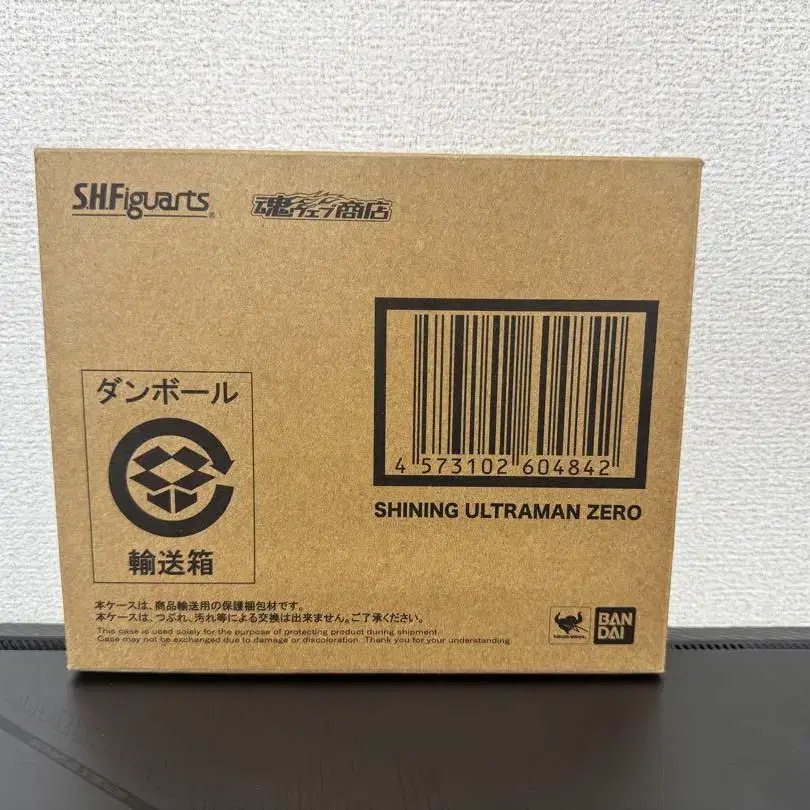 S.H.Figuarts
魂ウェブ商店
ダンボール
輸送箱
4 573102 604842
SHINING ULTRAMAN ZERO
本ケースは、商品輸送用の保護梱包材です。
本ケースは、つぶれ、汚れ等による交換は出来ません。ご了承ください。
This case is used solely for the purpose of protecting product during shipment.
Case may not be exchanged due to damage or discoloration. Thank you for your understanding.
BAN
DAI